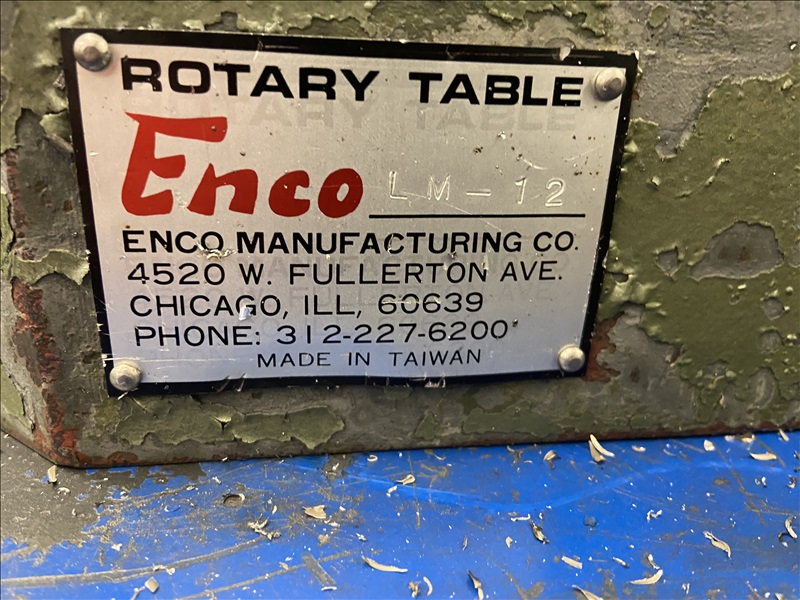 ROTARY TABLE
Enco LM-12
ENCO MANUFACTURING CO.
4520 W. FULLERTON AVE.
CHICAGO, ILL, 60639
PHONE: 312-227-6200
MADE IN TAIWAN